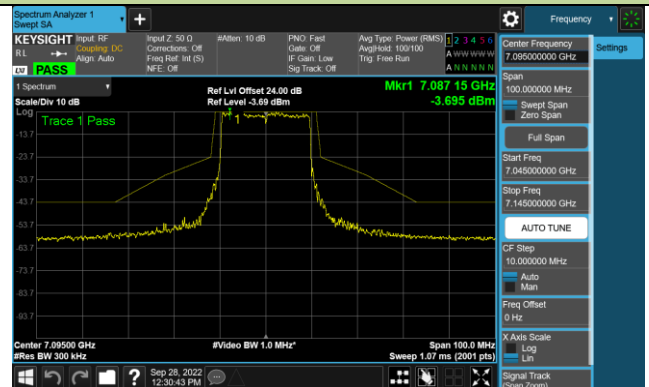 Spectrum Analyzer 1
Swept SA
Frequency
KEYSIGHT
RL
Input: RF
Coupling: DC
Align: Auto
Input Z: 50 Ω
Corrections: Off
Freq Ref: Int (S)
NFE: Off
#Atten: 10 dB
PNO: Fast
Gate: Off
IF Gain: Low
Sig Track: Off
Avg Type: Power (RMS)
Avg|Hold: 100/100
Trig: Free Run
1 2 3 4 5 6
A W W W W W
A N N N N N
LXI PASS
1 Spectrum
Scale/Div 10 dB
Ref Lvl Offset 24.00 dB
Ref Level -3.69 dBm
Mkr1 7.087 15 GHz
-3.695 dBm
Log
Trace 1 Pass
1
-13.7
-23.7
-33.7
-43.7
-53.7
-63.7
-73.7
-83.7
-93.7
Center 7.09500 GHz
#Res BW 300 kHz
#Video BW 1.0 MHz*
Span 100.0 MHz
Sweep 1.07 ms (2001 pts)
Sep 28, 2022
12:30:43 PM
Center Frequency
7.095000000 GHz
Settings
Span
100.000000 MHz
Swept Span
Zero Span
Full Span
Start Freq
7.045000000 GHz
Stop Freq
7.145000000 GHz
AUTO TUNE
CF Step
10.000000 MHz
Auto
Man
Freq Offset
0 Hz
X Axis Scale
Log
Lin
Signal Track
(Span Zoom)